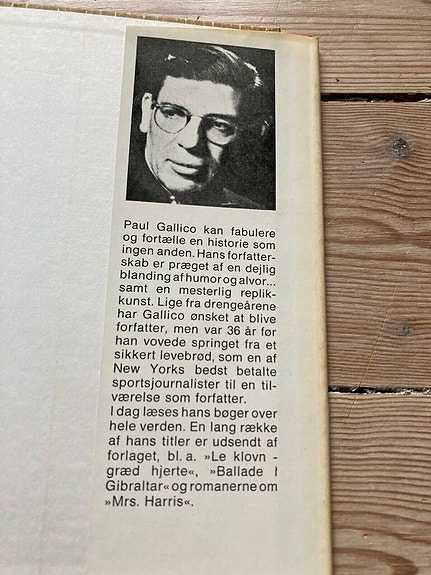 Paul Gallico kan fabulere
og fortælle en historie som
ingen anden. Hans forfatter-
skab er præget af en dejlig
blanding af humor og alvor...
samt en mesterlig replik-
kunst. Lige fra drengeårene
har Gallico ønsket at blive
forfatter, men var 36 år før
han vovede springet fra et
sikkert levebrød, som en af
New Yorks bedst betalte
sportsjournalister til en til-
værelse som forfatter.
I dag læses hans bøger over
hele verden. En lang række
af hans titler er udsendt af
forlaget, bl. a. »Le klovn -
græd hjerte«, »Ballade
Gibraltar« og romanerne om
»Mrs. Harris«.